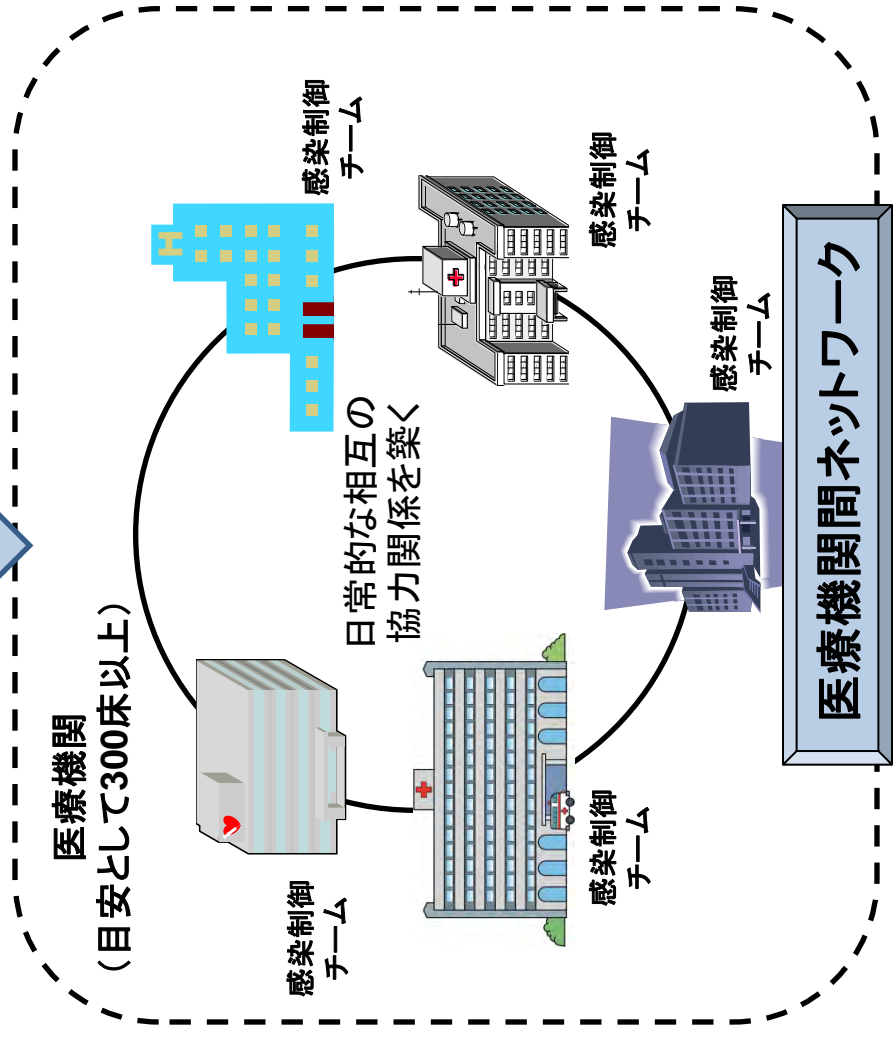 医療機関
（目安として300床以上）
感染制御
チーム
H
感染制御
チーム
日常的な相互の
協力関係を築く
感染制御
チーム
感染制御
チーム
感染制御
チーム
医療機関間ネットワーク